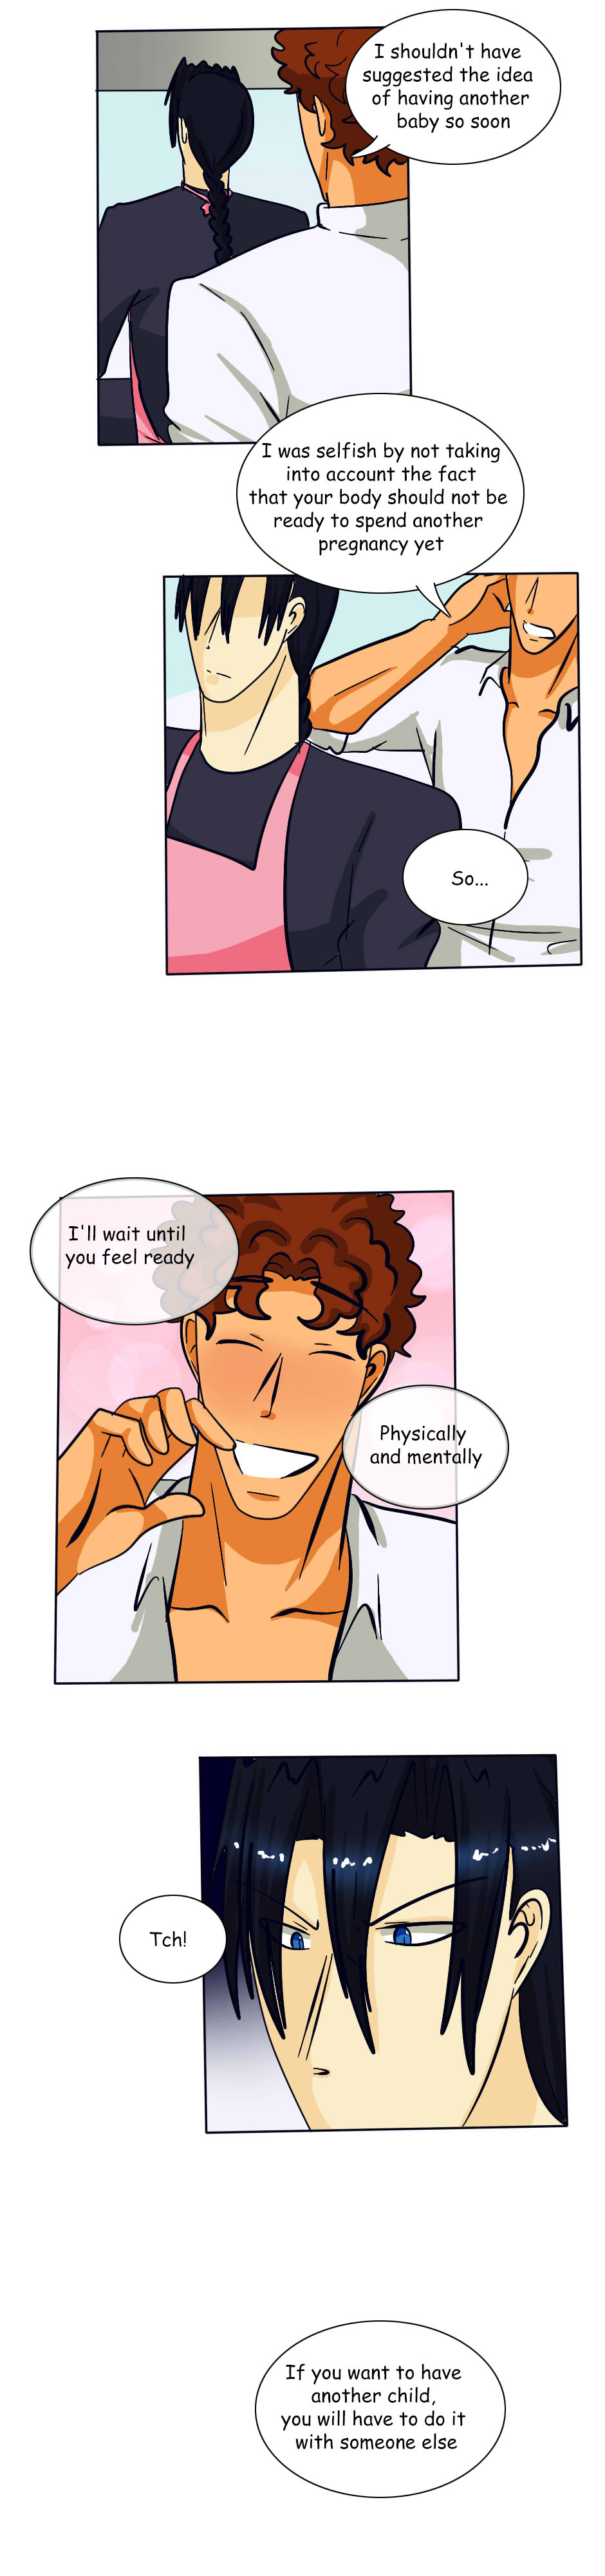 I shouldn't have
suggested the idea
of having another
baby so soon
I was selfish by not taking
into account the fact
that your body should not be
ready to spend another
pregnancy yet
So...
I'll wait until
you feel ready
Physically
and mentally
Tch!
If you want to have
another child,
you will have to do it
with someone else